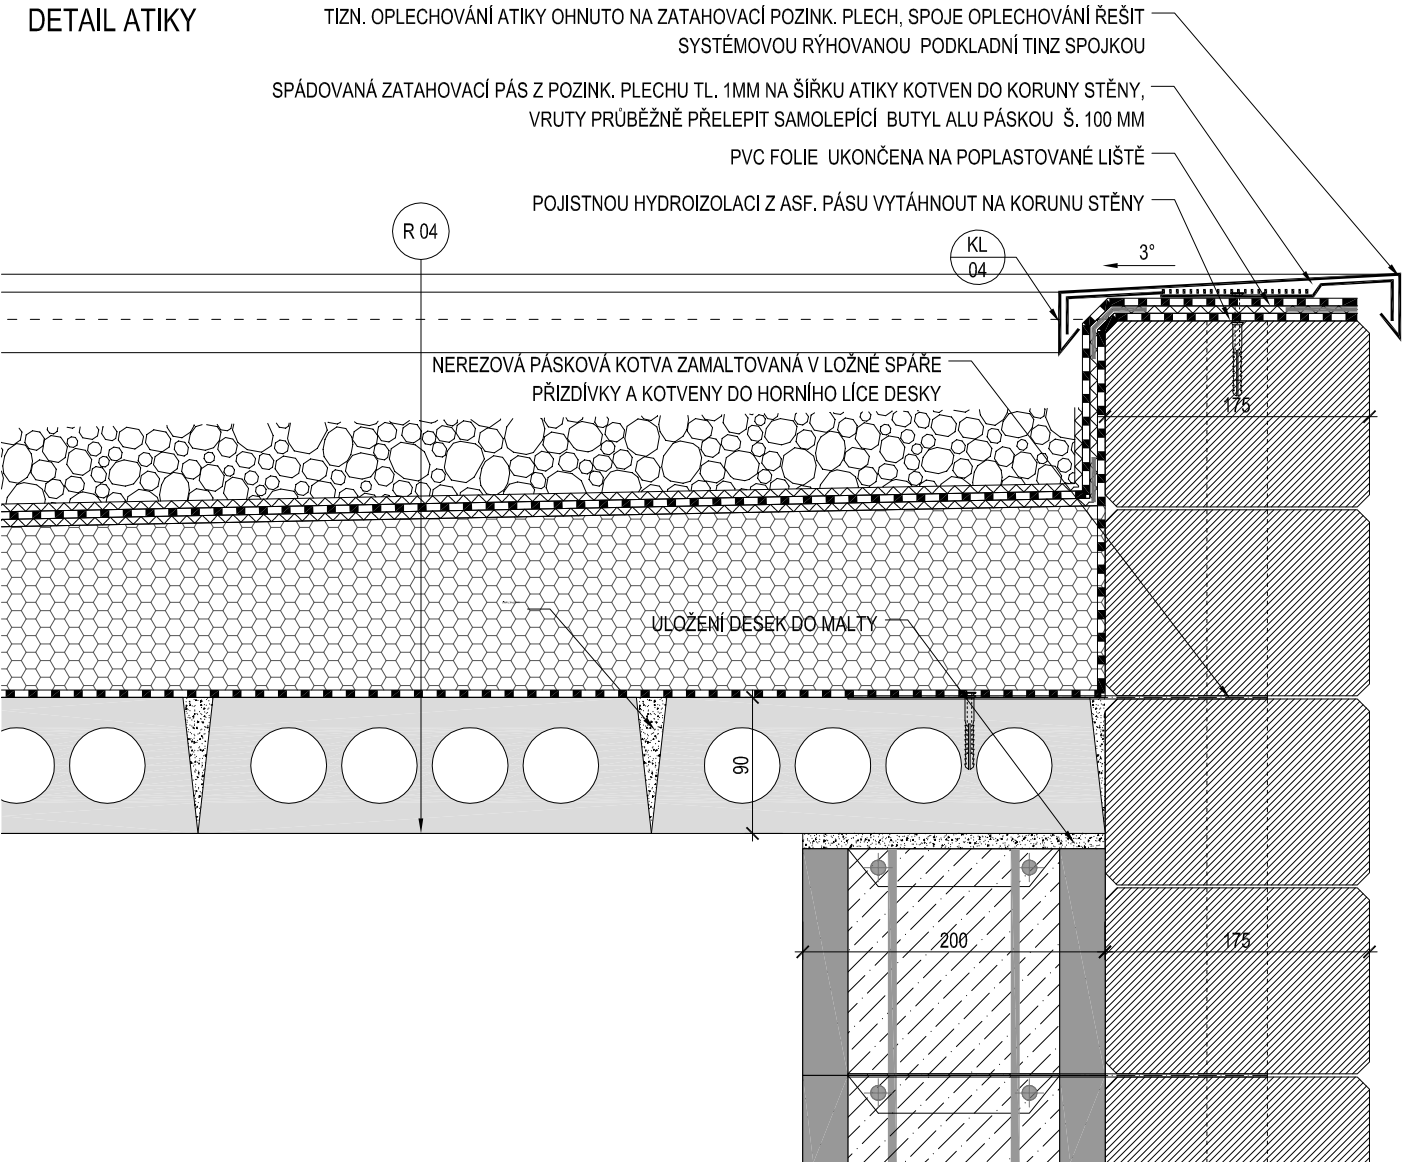 DETAIL ATIKY
TIZN. OPLECHOVÁNÍ ATIKY OHNUTO NA ZATAHOVACÍ POZINK. PLECH, SPOJE OPLECHOVÁNÍ ŘEŠIT
SYSTÉMOVOU RÝHOVANOU PODKLADNÍ TINZ SPOJKOU
SPÁDOVANÁ ZATAHOVACÍ PÁS Z POZINK. PLECHU TL. 1MM NA ŠÍŘKU ATIKY KOTVEN DO KORUNY STĚNY,
VRUTY PRŮBĚŽNĚ PŘELEPIT SAMOLEPÍCÍ BUTYL ALU PÁSKOU Š. 100 MM
PVC FOLIE UKONČENA NA POPLASTOVANÉ LIŠTĚ
POJISTNOU HYDROIZOLACI Z ASF. PÁSU VYTÁHNOUT NA KORUNU STĚNY
R 04
KL
04
3°
NEREZOVÁ PÁSKOVÁ KOTVA ZAMALTOVANÁ V LOŽNÉ SPÁŘE
PŘIZDÍVKY A KOTVENY DO HORNÍHO LÍCE DESKY
175
ULOŽENÍ DESEK DO MALTY
90
200
175